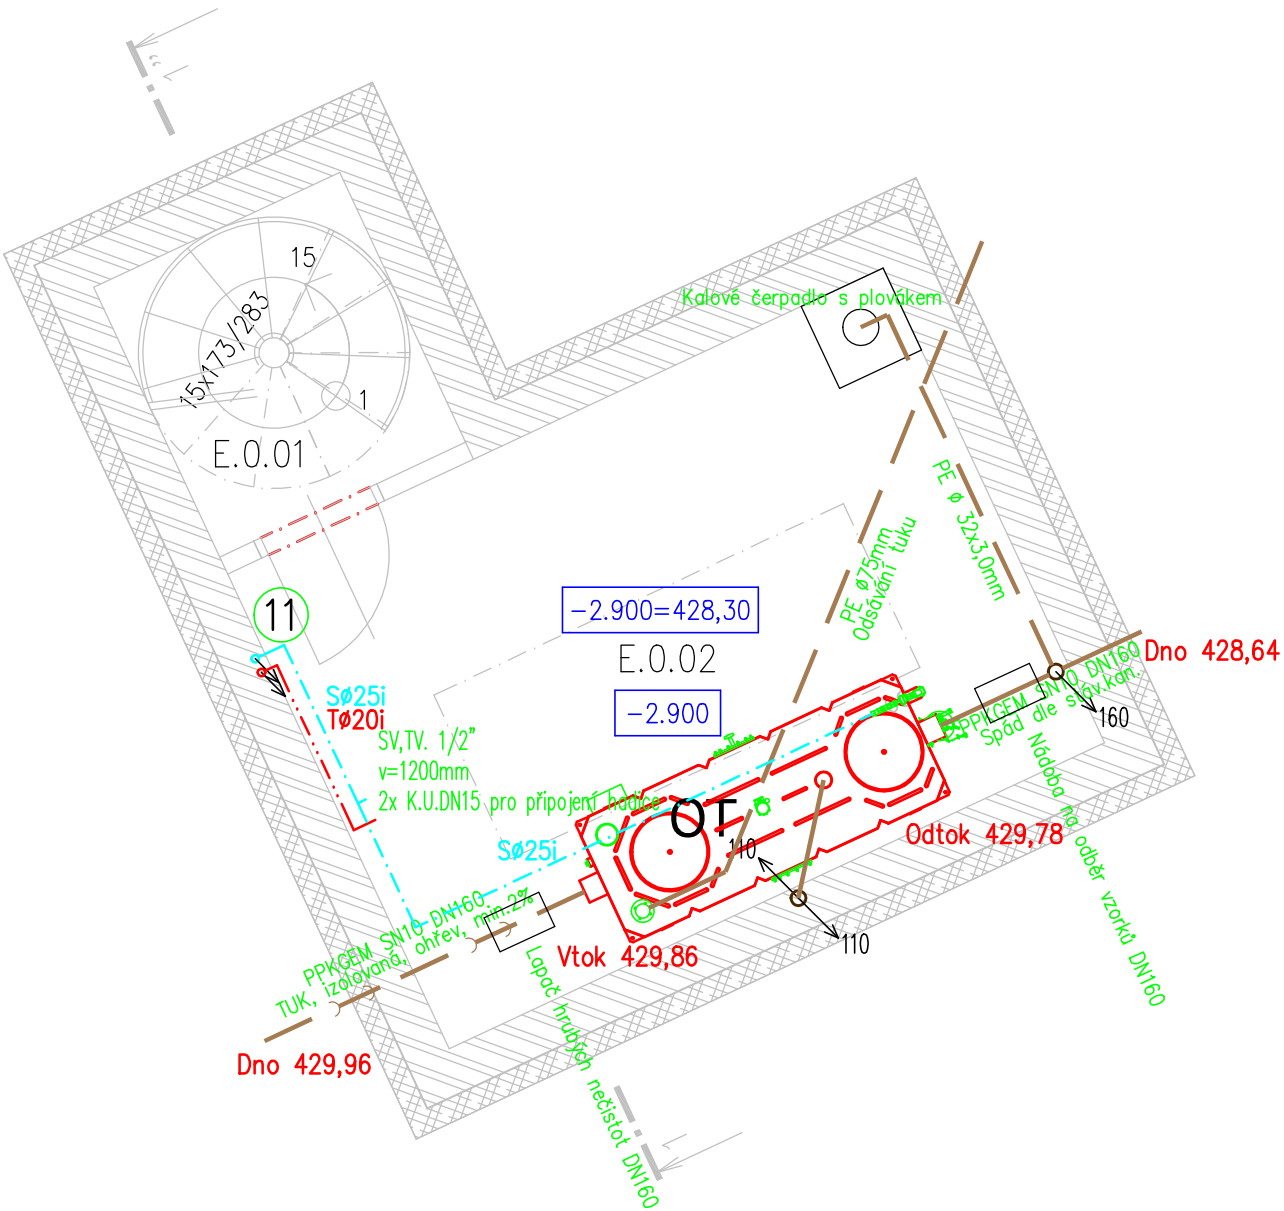 15
15x173/283
1
E.0.01
Kalové čerpadlo s plovákem
PE ø 32x3,0mm
PE ø75mm
Odsávání tuku
11
-2.900=428,30
E.0.02
-2.900
Sø25i
Tø20i
SV,TV. 1/2"
v=1200mm
2x K.U.DN15 pro připojení hadice
OT
Sø25i
110
110
160
Dno 428,64
PPKGEM SN10 DN160
Spád dle stáv.kan.
Nádoba na odběr vzorků DN160
Odtok 429,78
Vtok 429,86
PPKGEM SN10 DN160
TUK, izolovaná, ohřev, min.2%
Lapač hrubých nečistot DN160
Dno 429,96